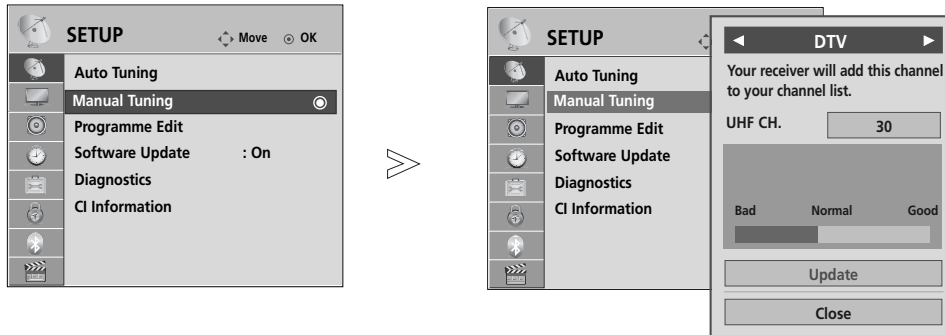 SETUP
Move
OK
Auto Tuning
Manual Tuning
Programme Edit
Software Update : On
Diagnostics
CI Information
SETUP
Auto Tuning
Manual Tuning
Programme Edit
Software Update
Diagnostics
CI Information
DTV
Your receiver will add this channel
to your channel list.
UHF CH. 30
Bad Normal Good
Update
Close